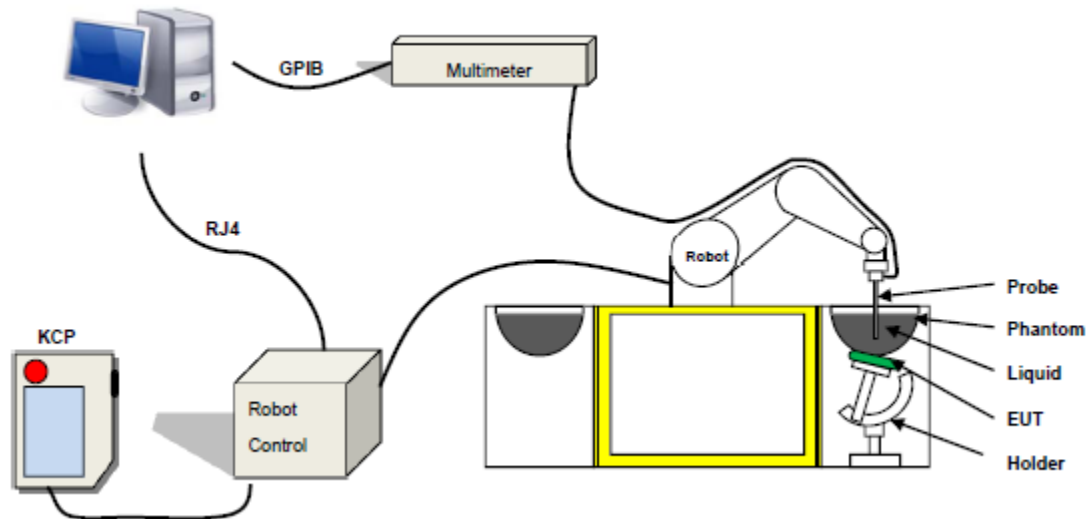 GPIB
Multimeter
RJ4
Robot
Probe
Phantom
KCP
Liquid
Robot
Control
EUT
Holder